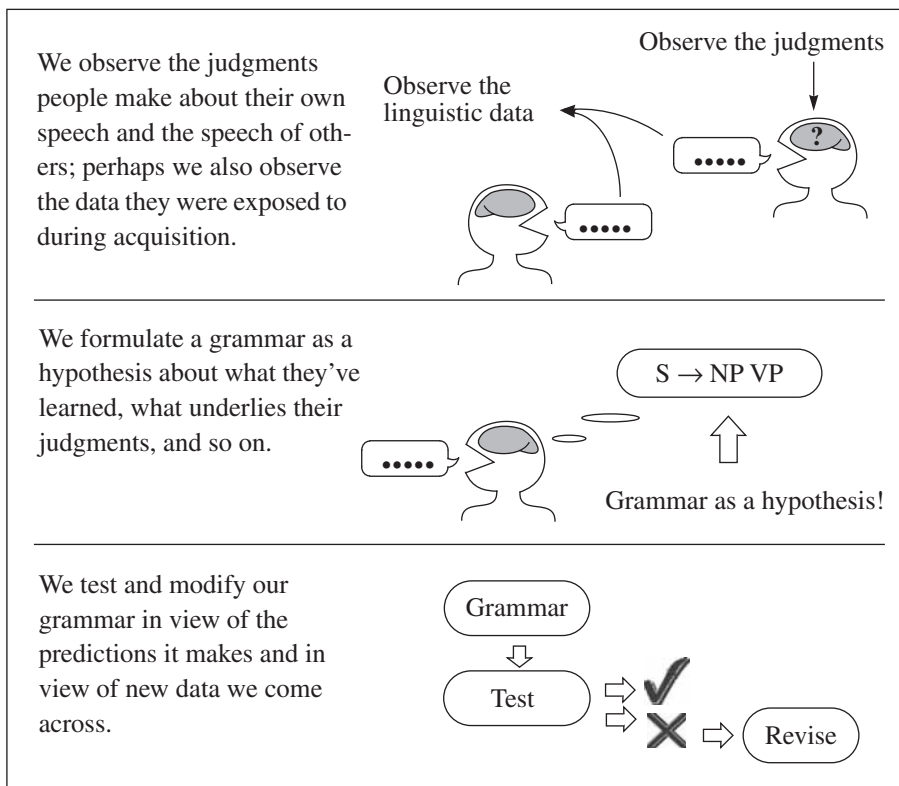 We observe the judgments
people make about their own
speech and the speech of oth-
ers; perhaps we also observe
the data they were exposed to
during acquisition.
Observe the judgments
Observe the
linguistic data
?
•••••
•••••
We formulate a grammar as a
hypothesis about what they've
learned, what underlies their
judgments, and so on.
S → NP VP
•••••
Grammar as a hypothesis!
We test and modify our
grammar in view of the
predictions it makes and in
view of new data we come
across.
Grammar
Test
Revise